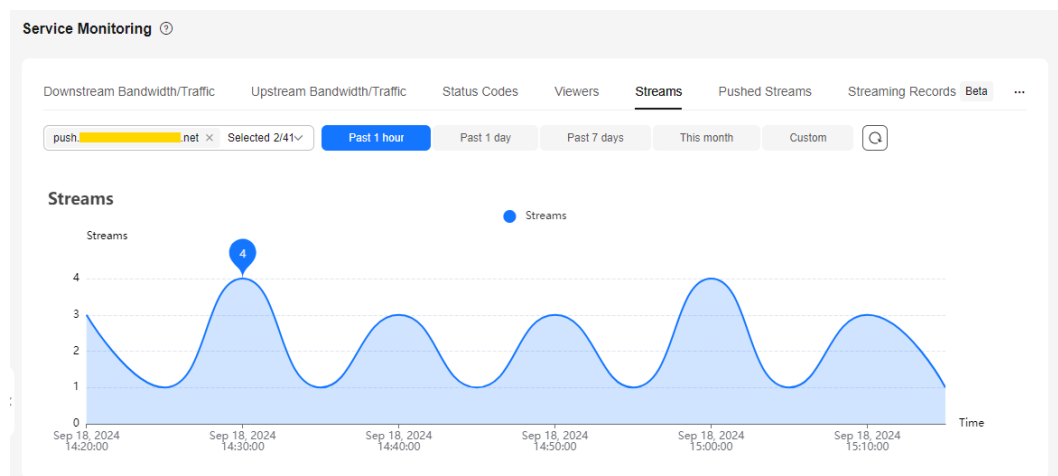 Service Monitoring ?
Downstream Bandwidth/Traffic Upstream Bandwidth/Traffic Status Codes Viewers Streams Pushed Streams Streaming Records Beta ...
push. .net × Selected 2/41 Past 1 hour Past 1 day Past 7 days This month Custom
Streams
Streams
Streams
4
4
3
2
1
0
Time
Sep 18, 2024 Sep 18, 2024 Sep 18, 2024 Sep 18, 2024 Sep 18, 2024 Sep 18, 2024
14:20:00 14:30:00 14:40:00 14:50:00 15:00:00 15:10:00